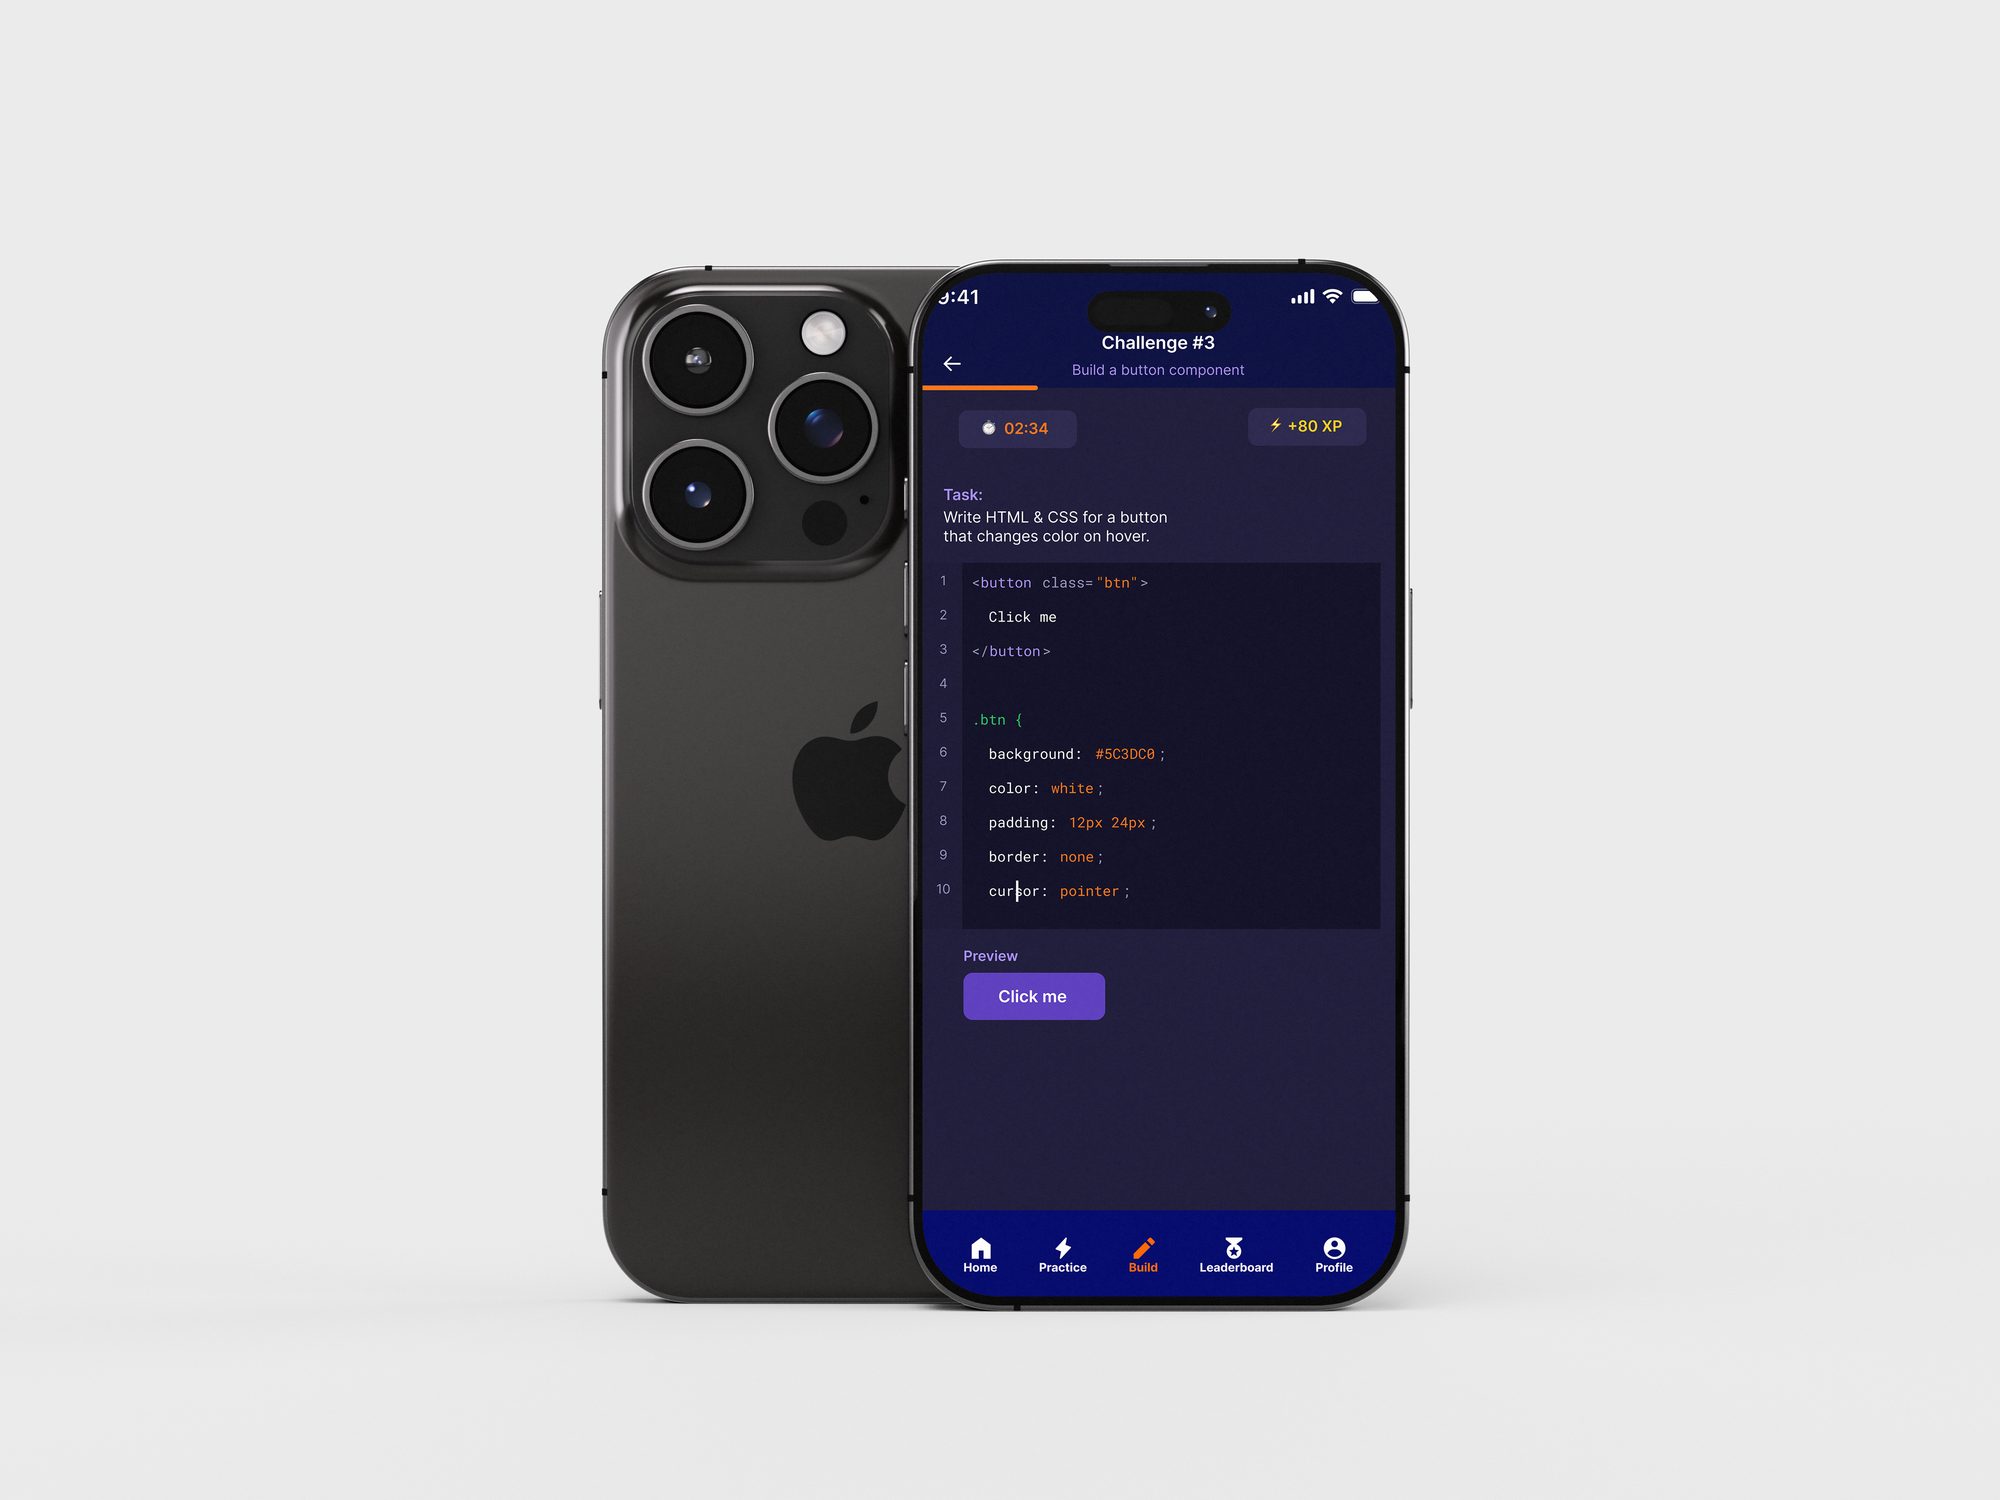 9:41
Challenge #3
Build a button component
02:34
+80 XP
Task:
Write HTML & CSS for a button
that changes color on hover.
1 <button class="btn">
2 Click me
3 </button>
4
5 .btn {
6 background: #5C3DC0;
7 color: white;
8 padding: 12px 24px;
9 border: none;
10 cursor: pointer;
Preview
Click me
Home Practice Build Leaderboard Profile